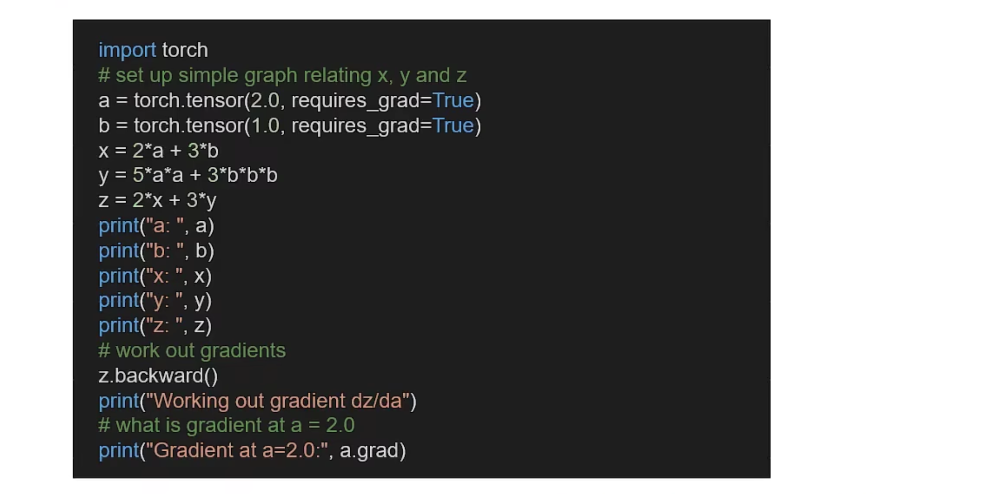 import torch
# set up simple graph relating x, y and z
a = torch.tensor(2.0, requires_grad=True)
b = torch.tensor(1.0, requires_grad=True)
x = 2*a + 3*b
y = 5*a*a + 3*b*b*b
z = 2*x + 3*y
print("a: ", a)
print("b: ", b)
print("x: ", x)
print("y: ", y)
print("z: ", z)
# work out gradients
z.backward()
print("Working out gradient dz/da")
# what is gradient at a = 2.0
print("Gradient at a=2.0:", a.grad)